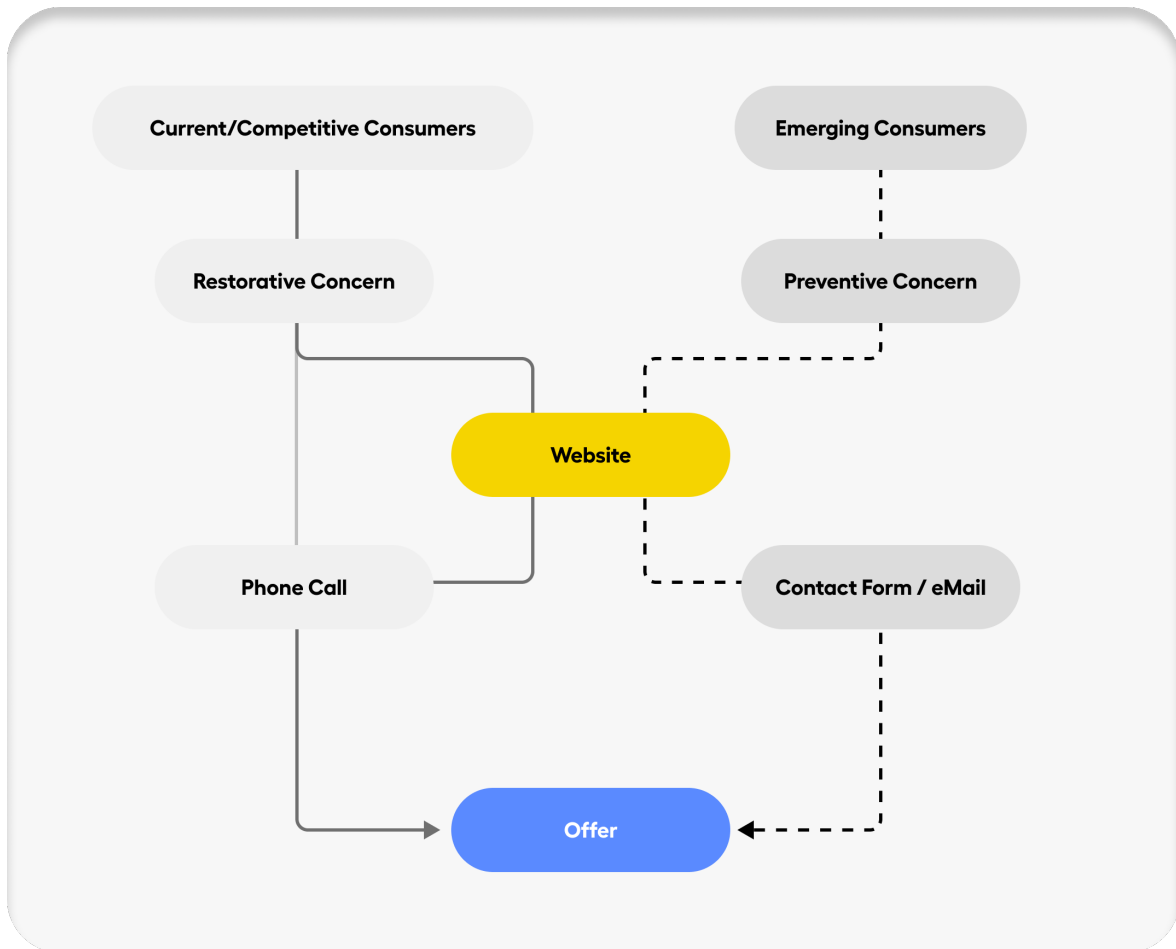 Current/Competitive Consumers
Emerging Consumers
Restorative Concern
Preventive Concern
Website
Phone Call
Contact Form / eMail
Offer